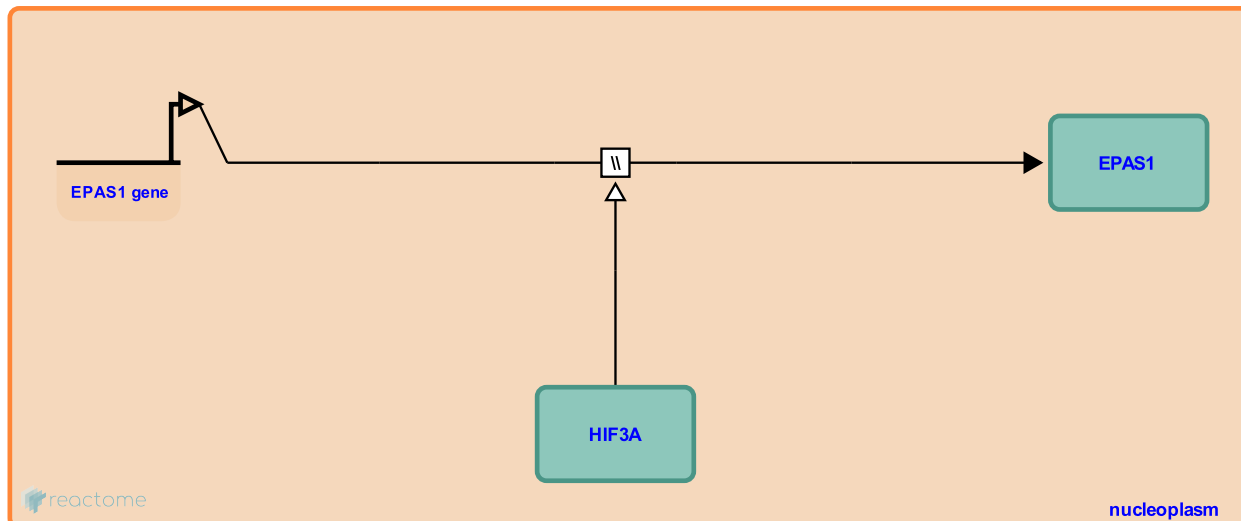 EPAS1 gene
\\
EPAS1
HIF3A
reactome
nucleoplasm